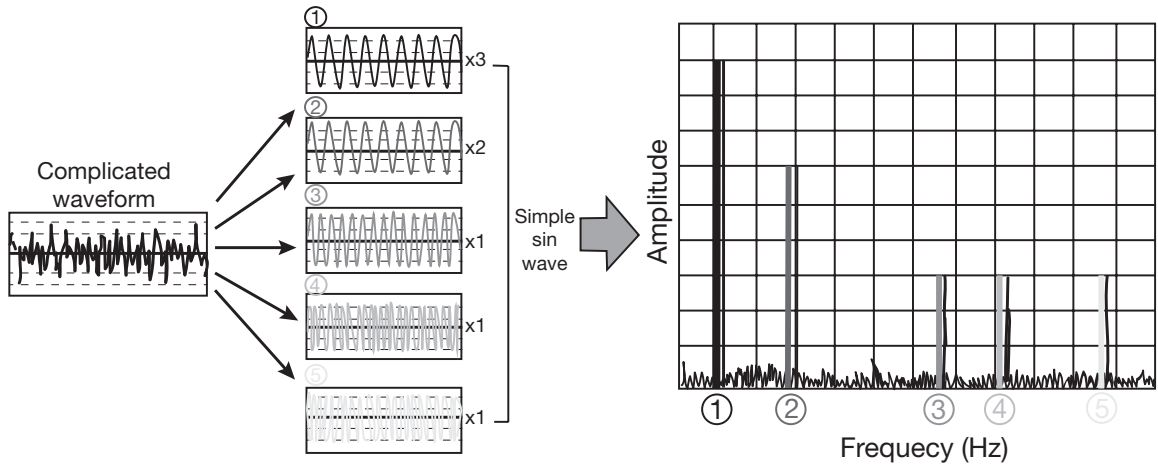 Complicated
waveform
①
x3
②
x2
③
x1
④
x1
⑤
x1
Simple
sin
wave
Amplitude
① ② ③ ④ ⑤
Frequecy (Hz)